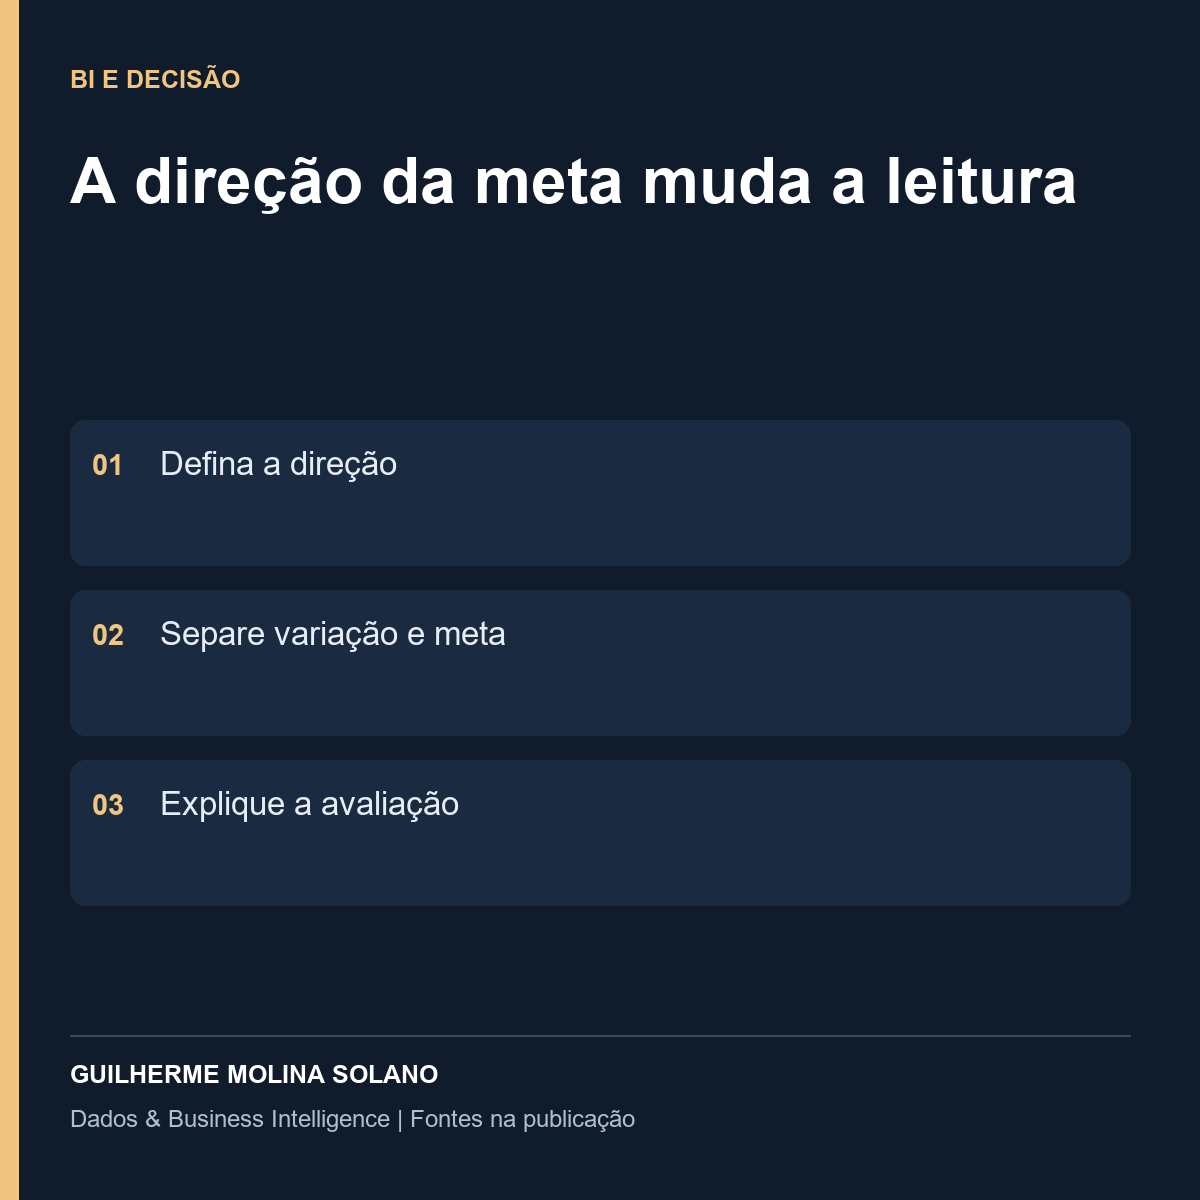 BI E DECISÃO
A direção da meta muda a leitura
01 Defina a direção
02 Separe variação e meta
03 Explique a avaliação
GUILHERME MOLINA SOLANO
Dados & Business Intelligence | Fontes na publicação